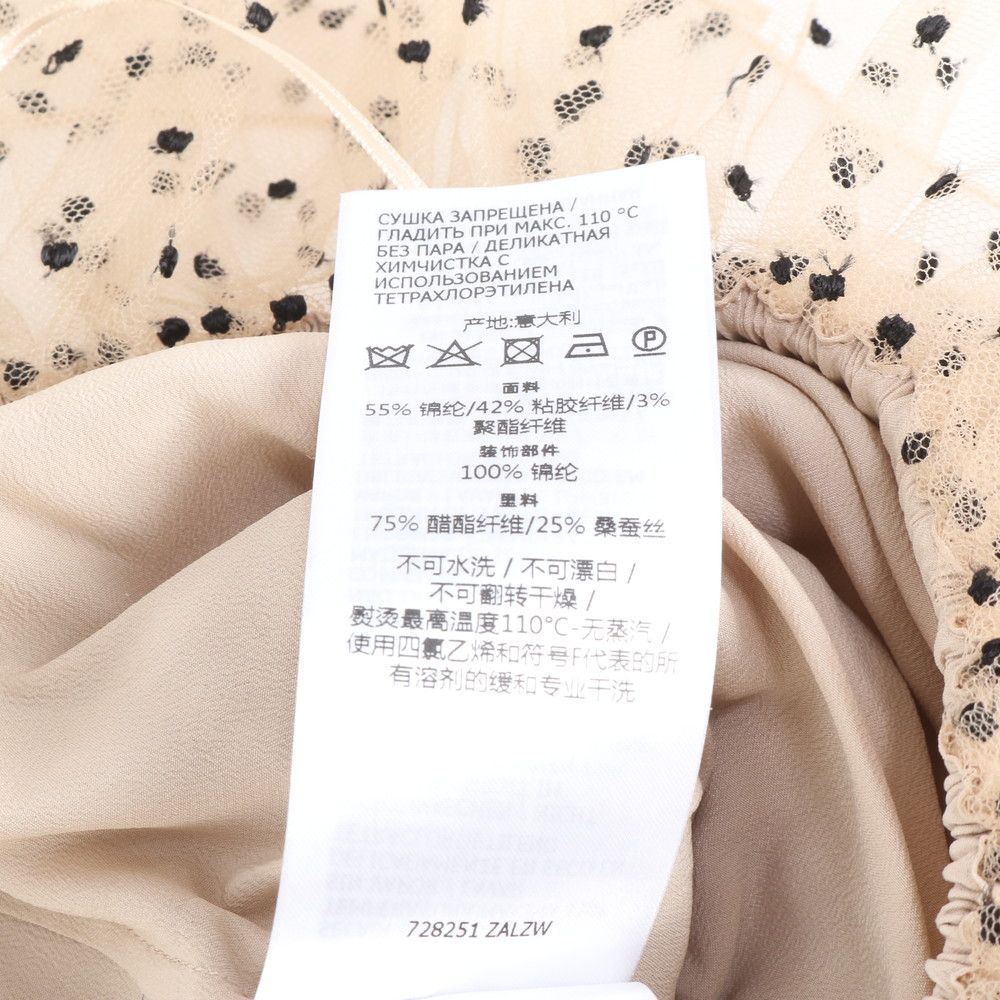 СУШКА ЗАПРЕЩЕНА /
ГЛАДИТЬ ПРИ МАКС. 110 °C
БЕЗ ПАРА / ДЕЛИКАТНАЯ
ХИМЧИСТКА С
ИСПОЛЬЗОВАНИЕМ
ТЕТРАХЛОРЭТИЛЕНА
产地:意大利
P
面料
55% 锦纶/42% 粘胶纤维/3%
聚酯纤维
装饰部件
100% 锦纶
里料
75% 醋酯纤维/25% 桑蚕丝
不可水洗 / 不可漂白 /
不可翻转干燥 /
熨烫最高温度110°C-无蒸汽 /
使用四氯乙烯和符号F代表的所
有溶剂的缓和专业干洗
728251 ZALZW